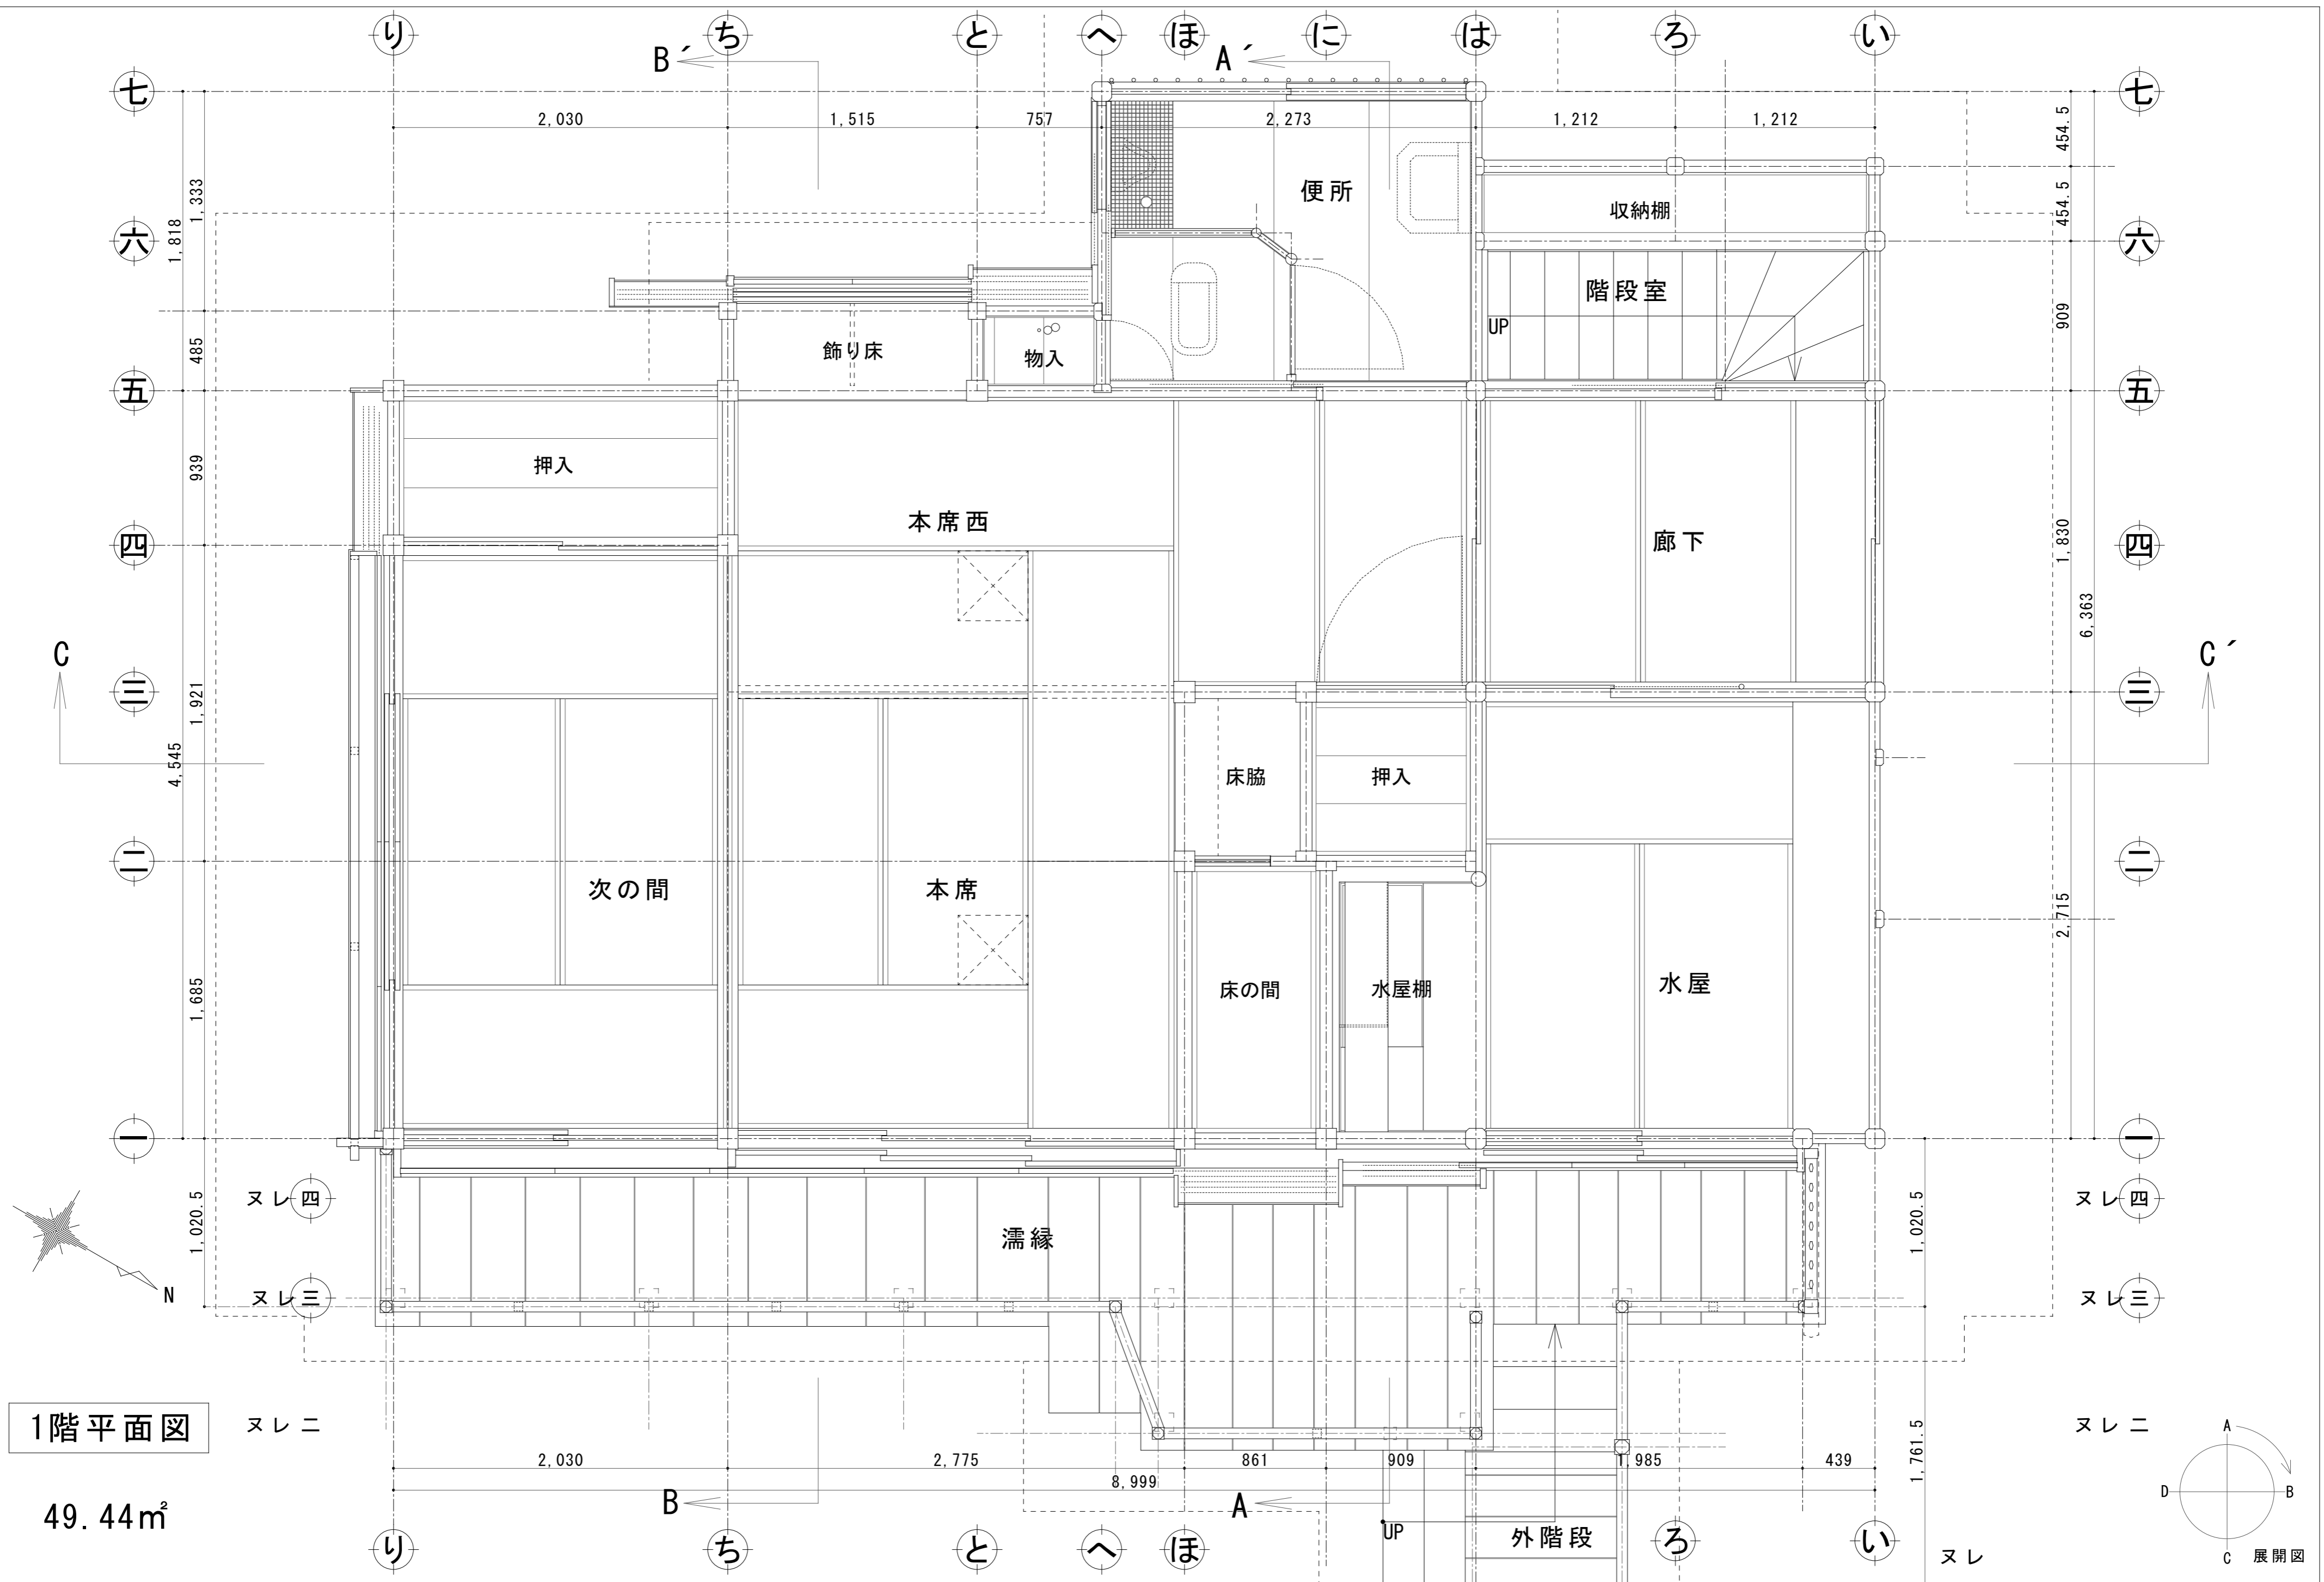 り ち と へ ほ に は ろ い
B´ A´
七 七
2,030 1,515 757 2,273 1,212 1,212
454.5
1,333
1,818
便所
454.5
収納棚
六 六
階段室
909
UP
485
飾り床
物入
五 五
939
押入
本席西
廊下
1,830
四 四
6,363
C C´
三 三
1,921
4,545
床脇
押入
二 二
次の間
本席
2,715
床の間
水屋棚
水屋
1,685
一 一
1,020.5 1,020.5
ヌレ四 ヌレ四
濡縁
N
ヌレ三 ヌレ三
1階平面図
ヌレ二 ヌレ二
2,030 2,775 861 909 1,985 439
1,761.5
8,999
B A
49.44㎡
UP
外階段
り ち と へ ほ ろ い
ヌレ
A
D B
C 展開図